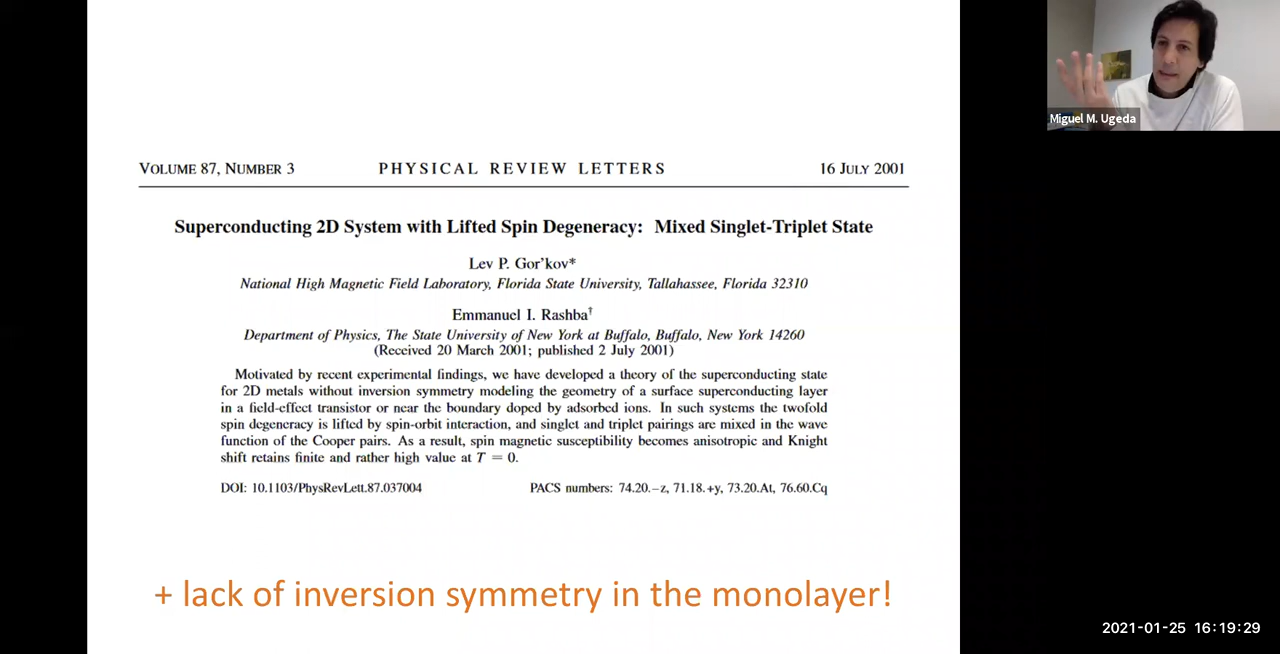 VOLUME 87, NUMBER 3 PHYSICAL REVIEW LETTERS 16 JULY 2001
Superconducting 2D System with Lifted Spin Degeneracy: Mixed Singlet-Triplet State
Lev P. Gor'kov*
National High Magnetic Field Laboratory, Florida State University, Tallahassee, Florida 32310
Emmanuel I. Rashba†
Department of Physics, The State University of New York at Buffalo, Buffalo, New York 14260
(Received 20 March 2001; published 2 July 2001)
Motivated by recent experimental findings, we have developed a theory of the superconducting state
for 2D metals without inversion symmetry modeling the geometry of a surface superconducting layer
in a field-effect transistor or near the boundary doped by adsorbed ions. In such systems the twofold
spin degeneracy is lifted by spin-orbit interaction, and singlet and triplet pairings are mixed in the wave
function of the Cooper pairs. As a result, spin magnetic susceptibility becomes anisotropic and Knight
shift retains finite and rather high value at T = 0.
DOI: 10.1103/PhysRevLett.87.037004 PACS numbers: 74.20.−z, 71.18.+y, 73.20.At, 76.60.Cq
+ lack of inversion symmetry in the monolayer!
Miguel M. Ugeda
2021-01-25 16:19:29